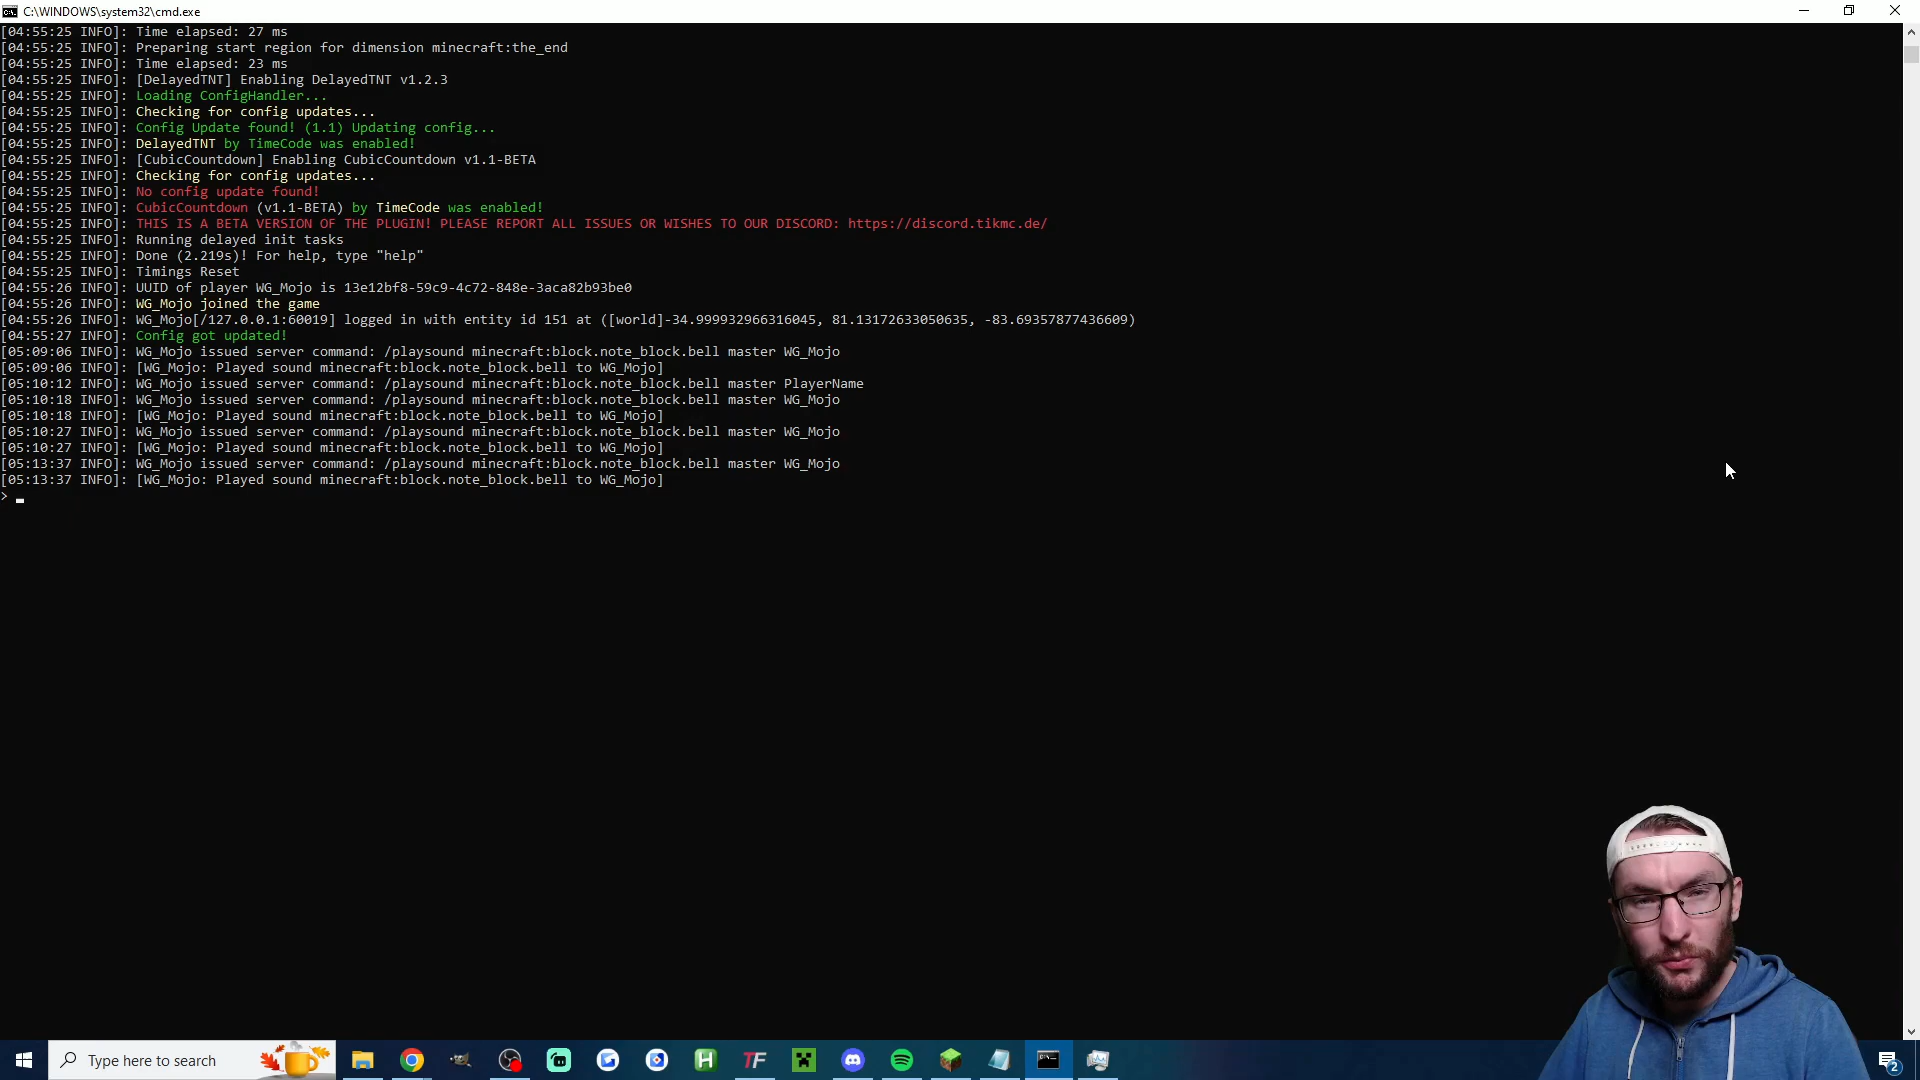 C:\WINDOWS\system32\cmd.exe
[04:55:25 INFO]: Time elapsed: 27 ms
[04:55:25 INFO]: Preparing start region for dimension minecraft:the_end
[04:55:25 INFO]: Time elapsed: 23 ms
[04:55:25 INFO]: [DelayedTNT] Enabling DelayedTNT v1.2.3
[04:55:25 INFO]: Loading ConfigHandler...
[04:55:25 INFO]: Checking for config updates...
[04:55:25 INFO]: Config Update found! (1.1) Updating config...
[04:55:25 INFO]: DelayedTNT by TimeCode was enabled!
[04:55:25 INFO]: [CubicCountdown] Enabling CubicCountdown v1.1-BETA
[04:55:25 INFO]: Checking for config updates...
[04:55:25 INFO]: No config update found!
[04:55:25 INFO]: CubicCountdown (v1.1-BETA) by TimeCode was enabled!
[04:55:25 INFO]: THIS IS A BETA VERSION OF THE PLUGIN! PLEASE REPORT ALL ISSUES OR WISHES TO OUR DISCORD: https://discord.tikmc.de/
[04:55:25 INFO]: Running delayed init tasks
[04:55:25 INFO]: Done (2.219s)! For help, type "help"
[04:55:25 INFO]: Timings Reset
[04:55:26 INFO]: UUID of player WG_Mojo is 13e12bf8-59c9-4c72-848e-3aca82b93be0
[04:55:26 INFO]: WG_Mojo joined the game
[04:55:26 INFO]: WG_Mojo[/127.0.0.1:60019] logged in with entity id 151 at ([world]-34.999932966316045, 81.13172633050635, -83.69357877436609)
[04:55:27 INFO]: Config got updated!
[05:09:06 INFO]: WG_Mojo issued server command: /playsound minecraft:block.note_block.bell master WG_Mojo
[05:09:06 INFO]: [WG_Mojo: Played sound minecraft:block.note_block.bell to WG_Mojo]
[05:10:12 INFO]: WG_Mojo issued server command: /playsound minecraft:block.note_block.bell master PlayerName
[05:10:18 INFO]: WG_Mojo issued server command: /playsound minecraft:block.note_block.bell master WG_Mojo
[05:10:18 INFO]: [WG_Mojo: Played sound minecraft:block.note_block.bell to WG_Mojo]
[05:10:27 INFO]: WG_Mojo issued server command: /playsound minecraft:block.note_block.bell master WG_Mojo
[05:10:27 INFO]: [WG_Mojo: Played sound minecraft:block.note_block.bell to WG_Mojo]
[05:13:37 INFO]: WG_Mojo issued server command: /playsound minecraft:block.note_block.bell master WG_Mojo
[05:13:37 INFO]: [WG_Mojo: Played sound minecraft:block.note_block.bell to WG_Mojo]
>
Type here to search
H
TF
2